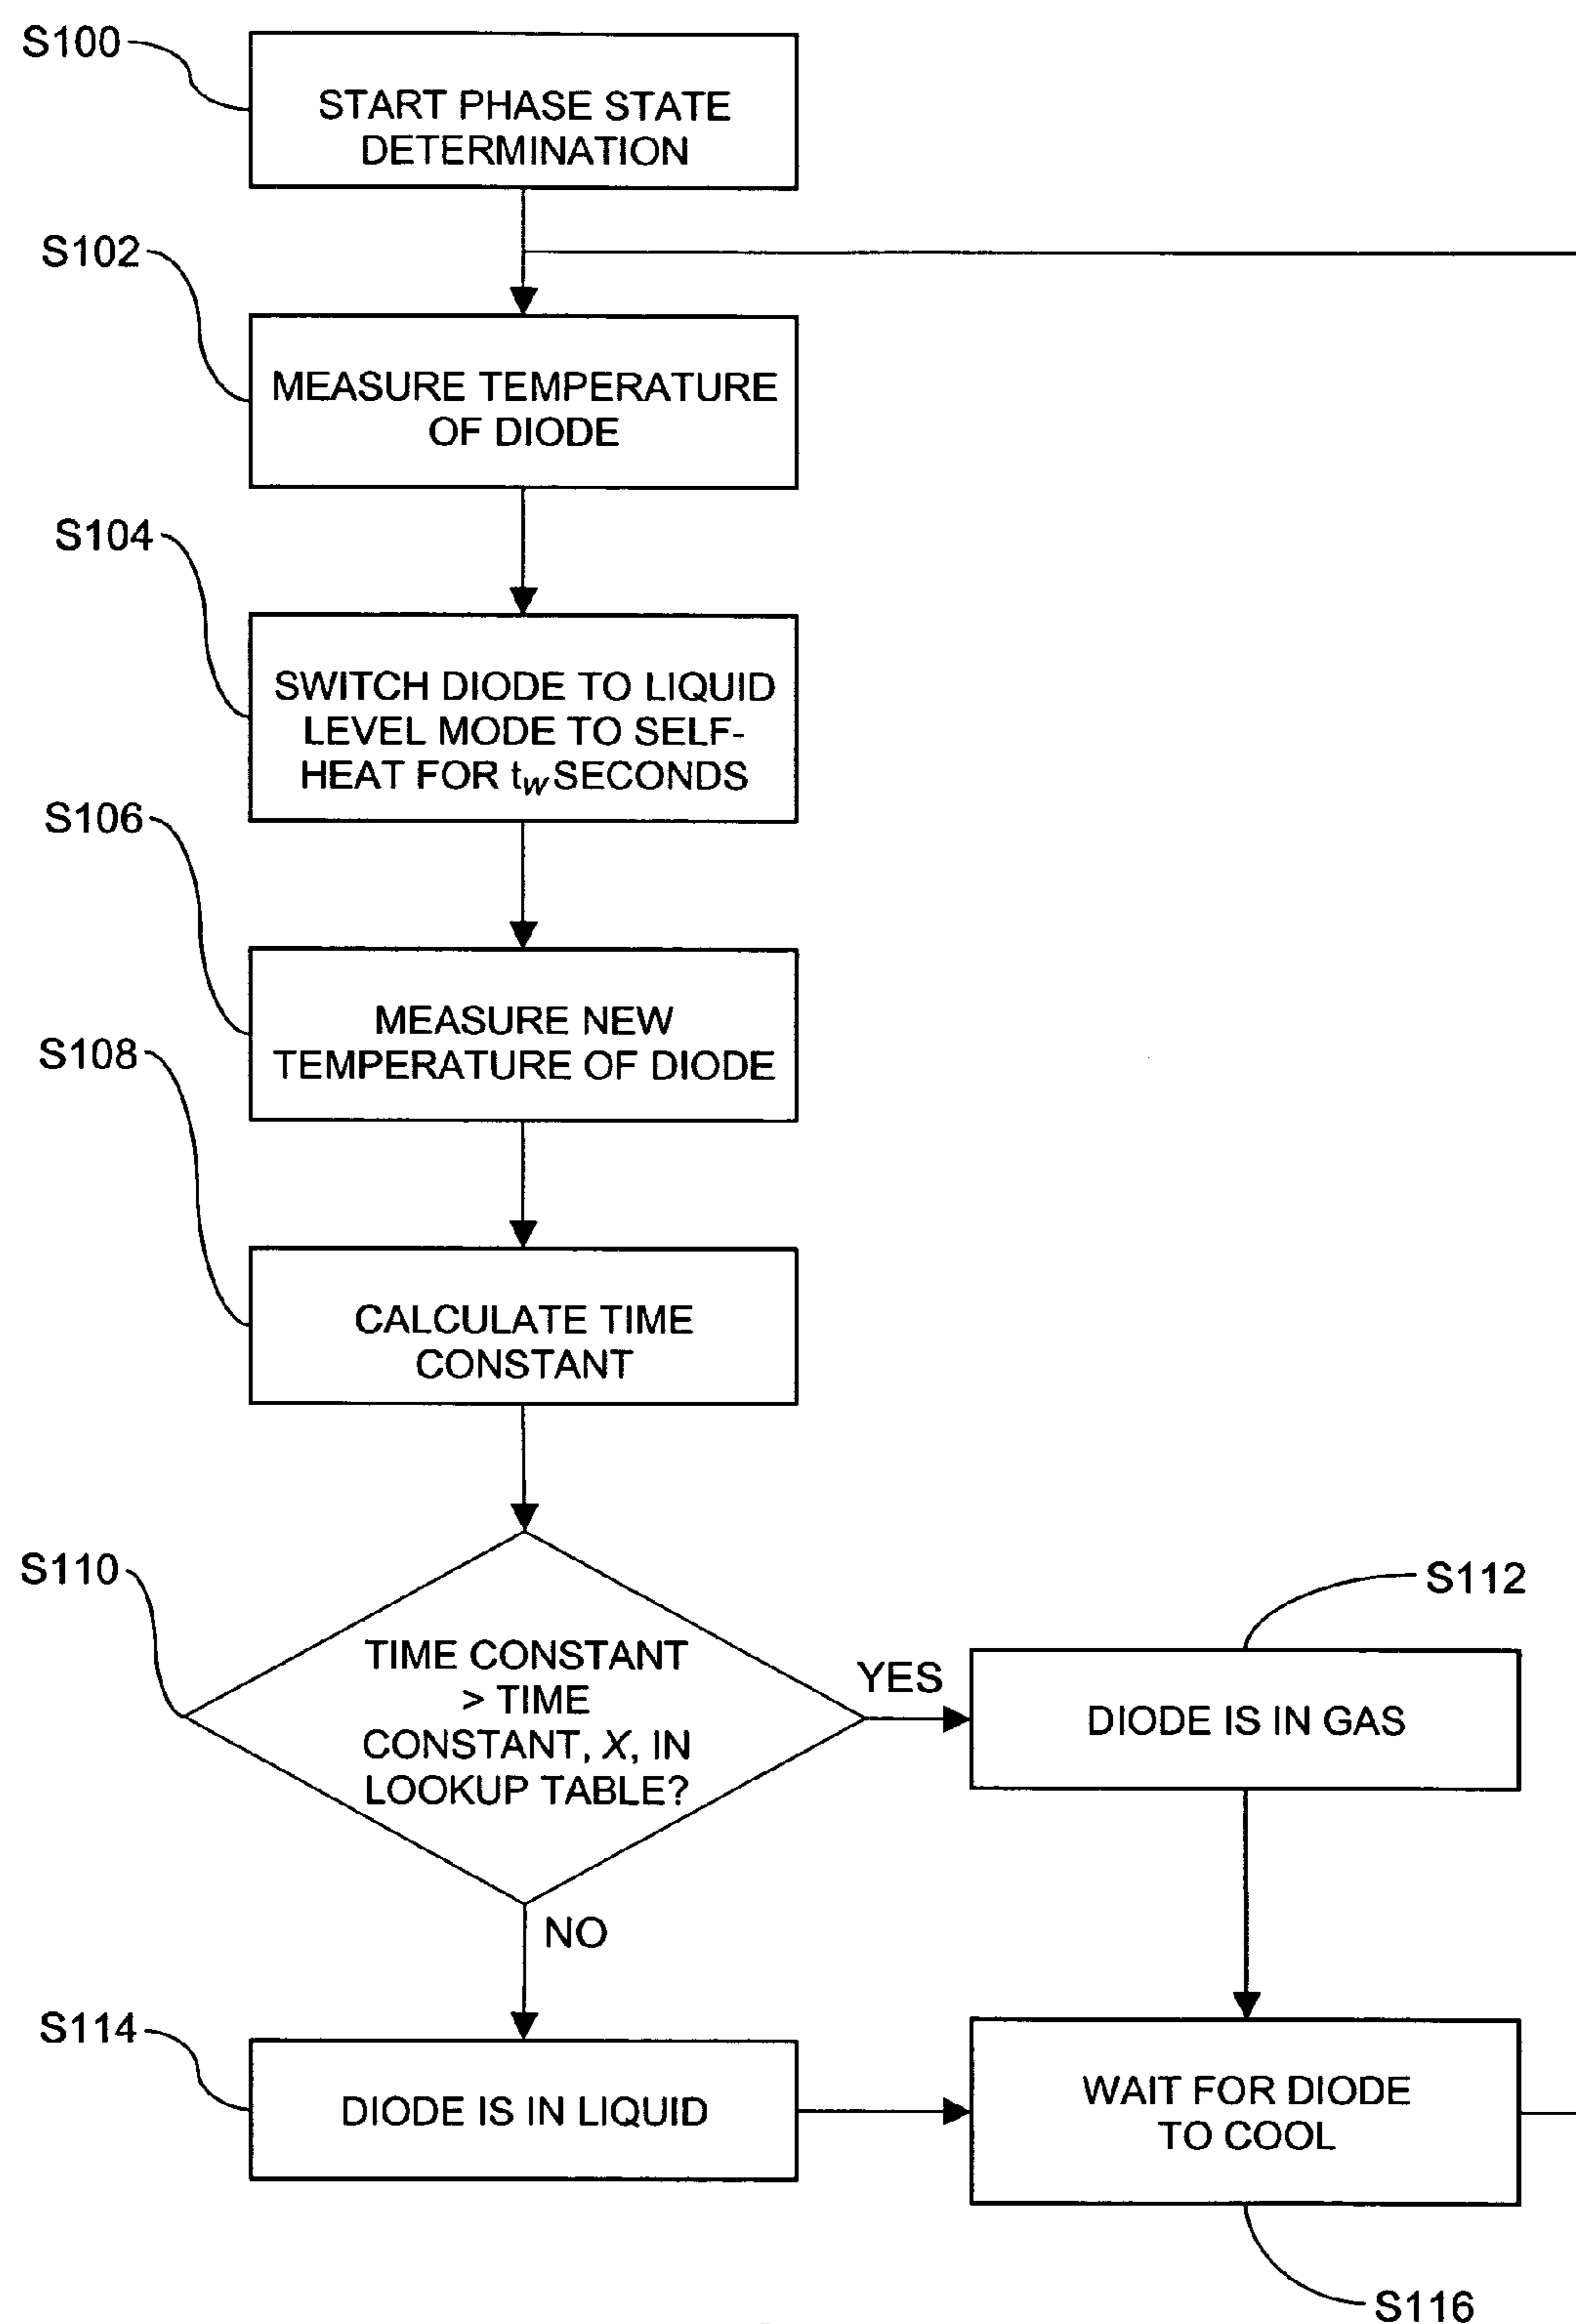 S100
START PHASE STATE
DETERMINATION
S102
MEASURE TEMPERATURE
OF DIODE
S104
SWITCH DIODE TO LIQUID
LEVEL MODE TO SELF-
HEAT FOR tw SECONDS
S106
MEASURE NEW
TEMPERATURE OF DIODE
S108
CALCULATE TIME
CONSTANT
S110
TIME CONSTANT
> TIME
CONSTANT, X, IN
LOOKUP TABLE?
YES
S112
DIODE IS IN GAS
NO
S114
DIODE IS IN LIQUID
WAIT FOR DIODE
TO COOL
S116